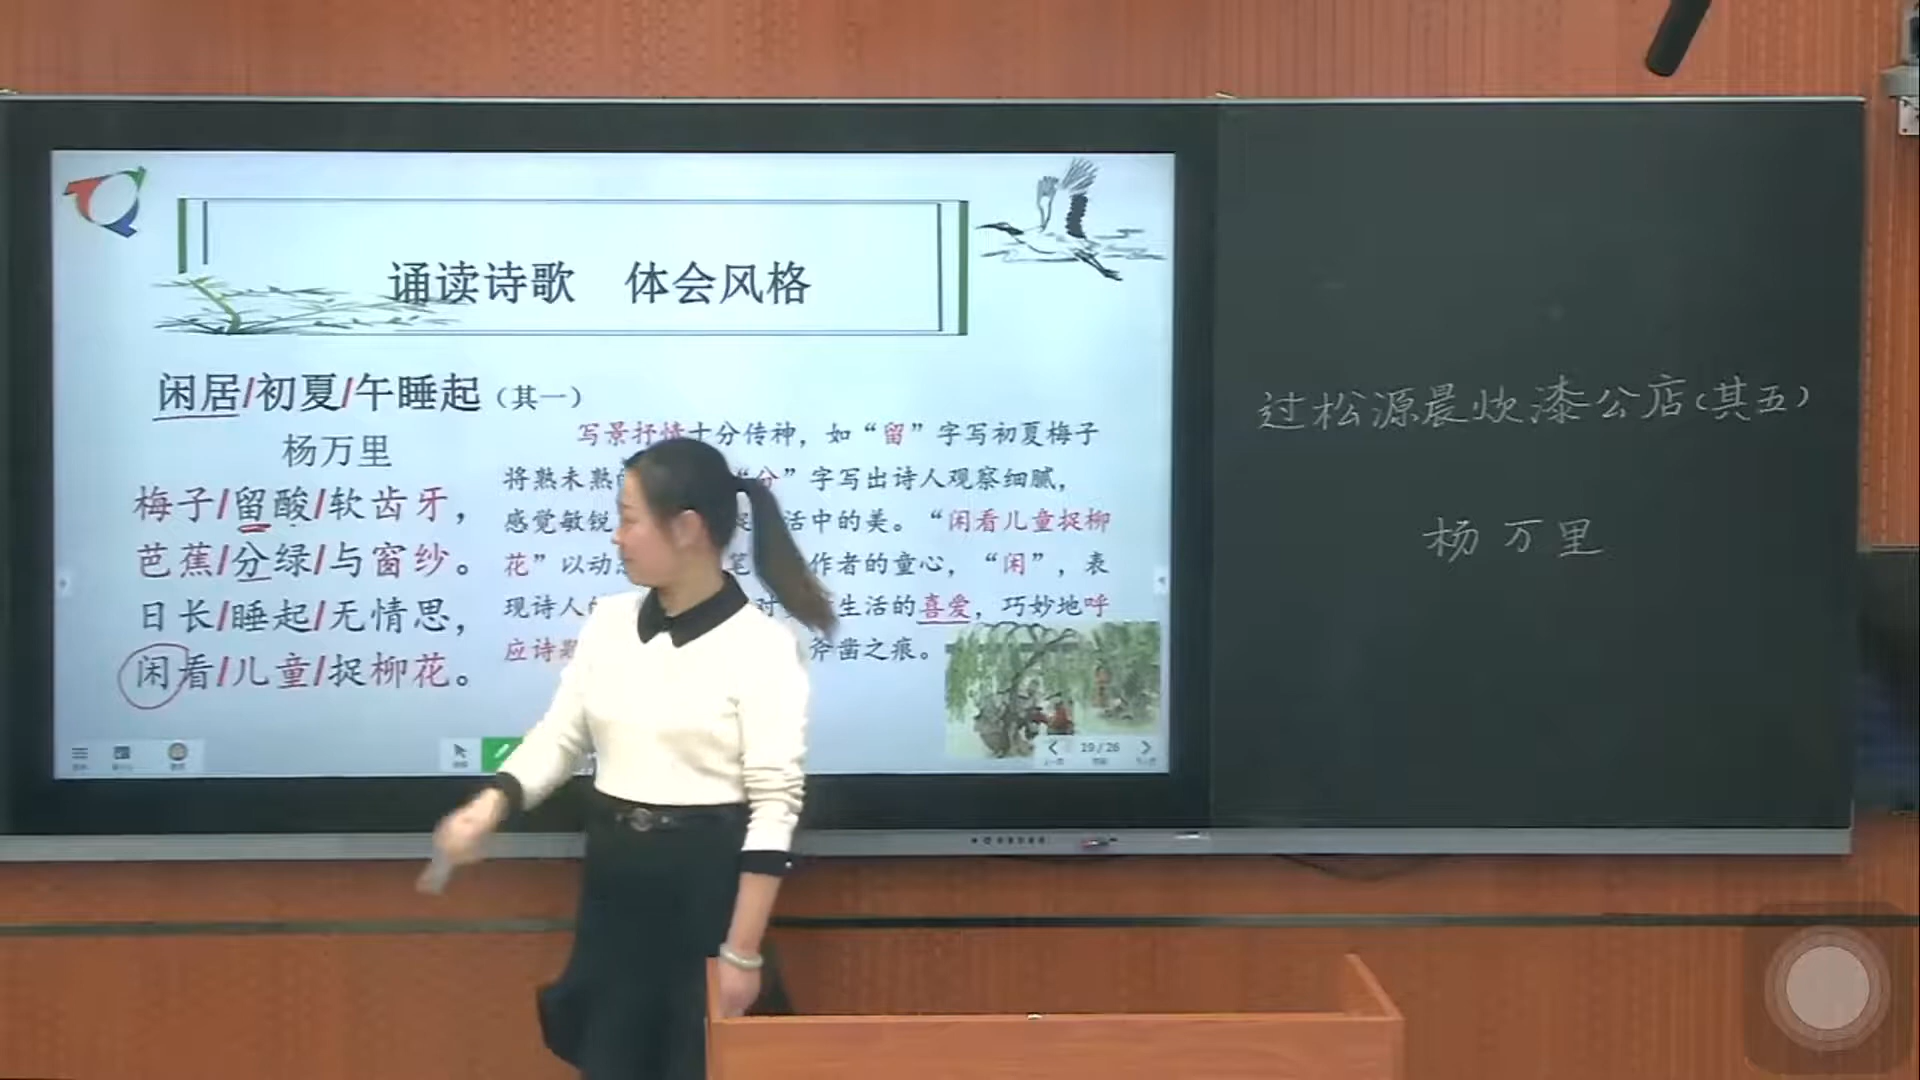 诵读诗歌 体会风格
闲居/初夏/午睡起(其一)
杨万里
梅子/留酸/软齿牙，
芭蕉/分绿/与窗纱。
日长/睡起/无情思，
闲看/儿童/捉柳花。
写景抒情十分传神，如“留”字写初夏梅子
将熟未熟 “分”字写出诗人观察细腻，
感觉敏锐 活中的美。“闲看儿童捉柳
花”以动 笔 作者的童心，“闲”，表
现诗人 对 生活的喜爱，巧妙地呼
应诗 斧凿之痕。
19/26
过松源晨炊漆公店(其五)
杨万里